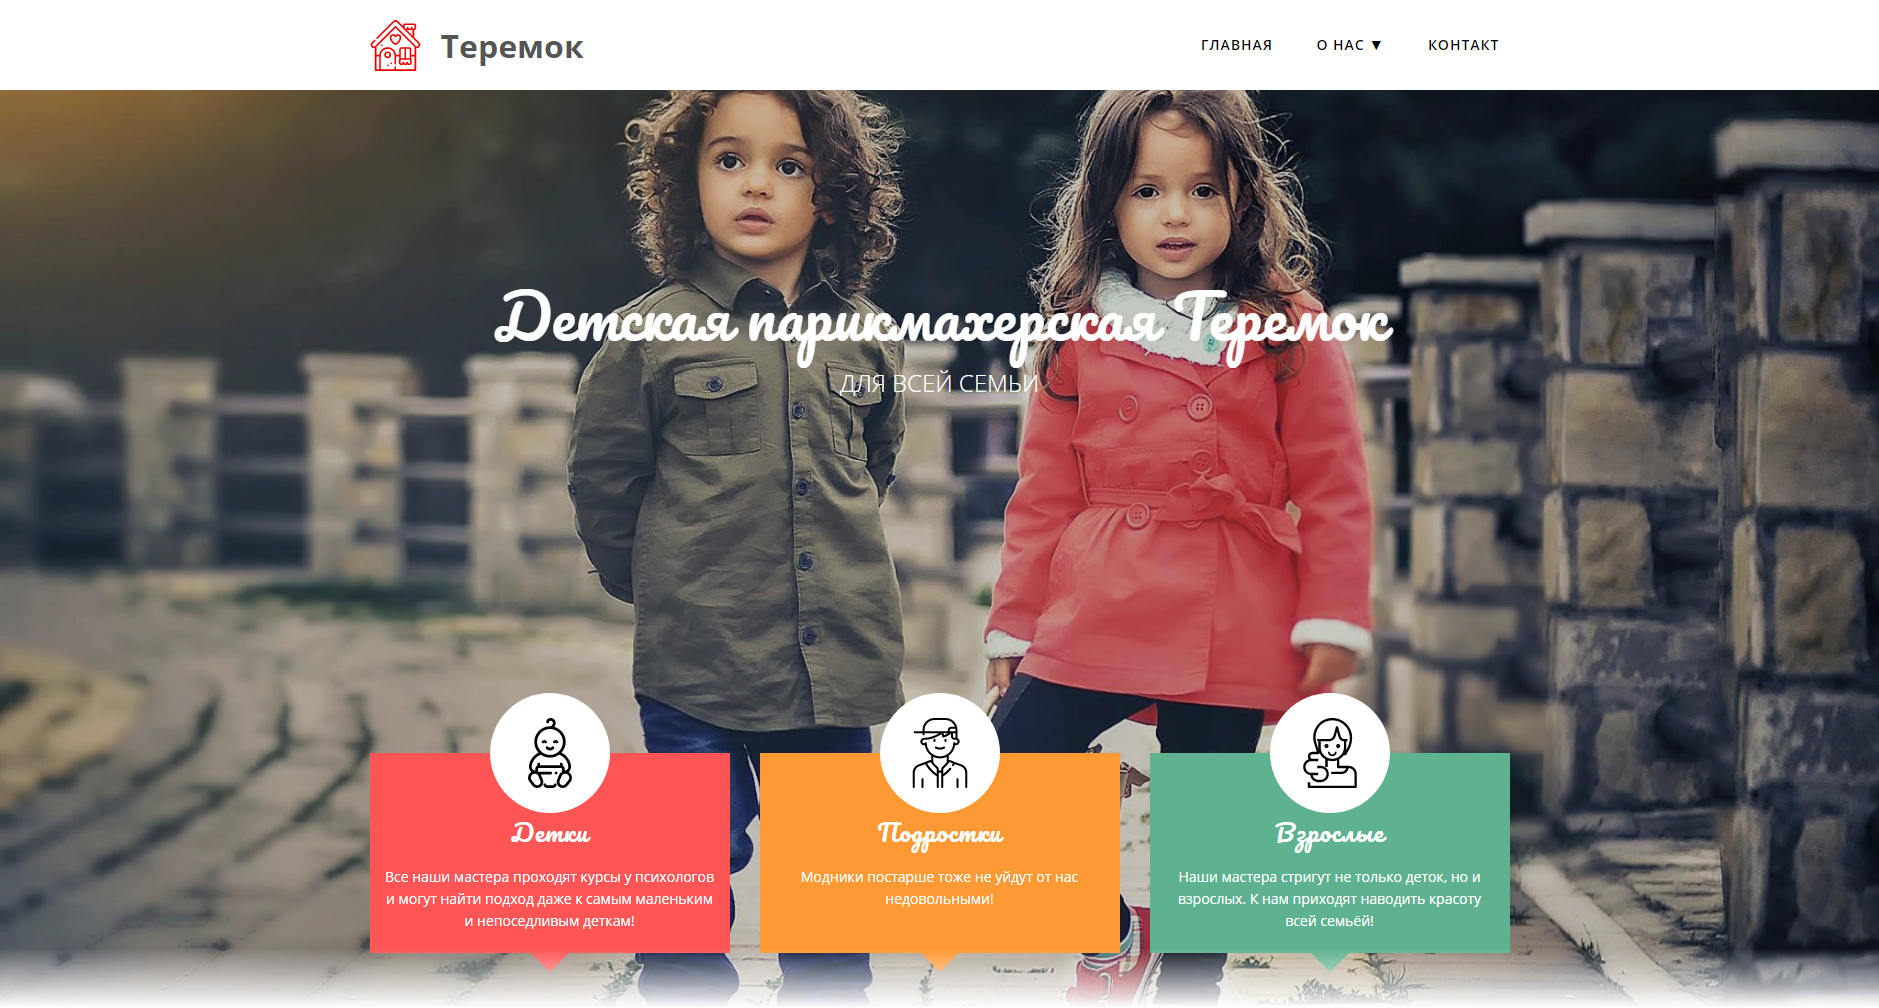 Теремок
ГЛАВНАЯ
О НАС ▼
КОНТАКТ
Детская парикмахерская Теремок
ДЛЯ ВСЕЙ СЕМЬИ
Детки
Все наши мастера проходят курсы у психологов
и могут найти подход даже к самым маленьким
и непоседливым деткам!
Подростки
Модники постарше тоже не уйдут от нас
недовольными!
Взрослые
Наши мастера стригут не только деток, но и
взрослых. К нам приходят наводить красоту
всей семьёй!